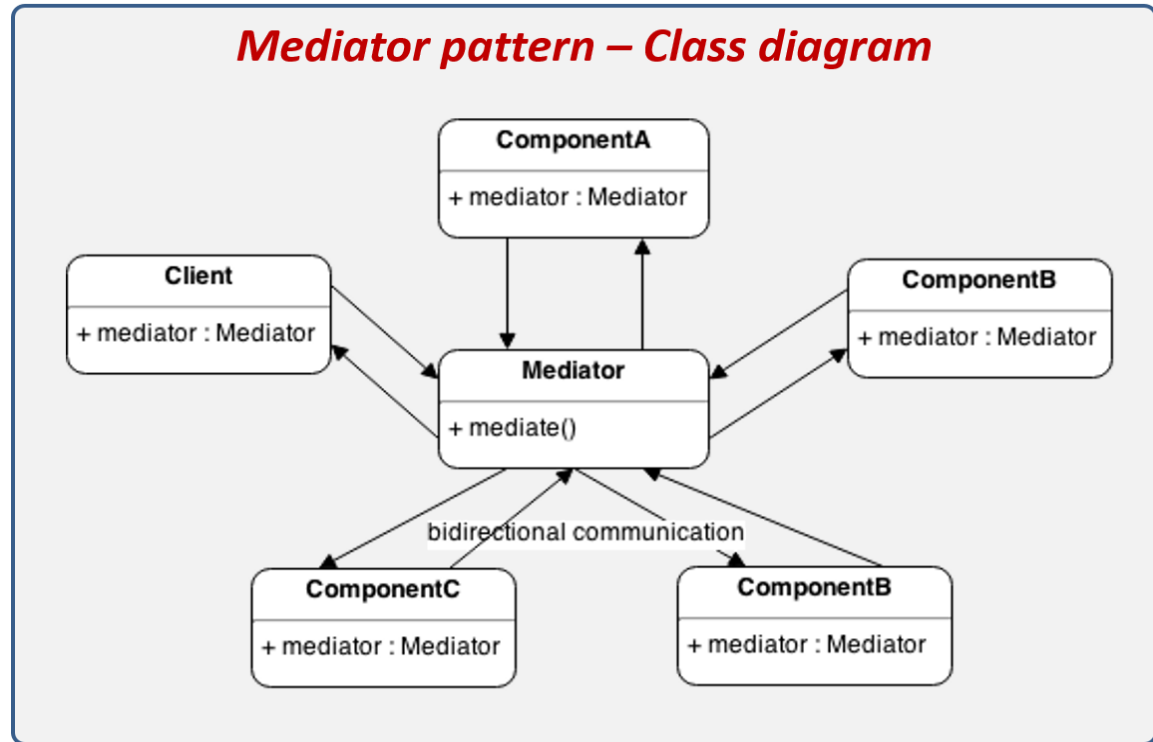 Mediator pattern – Class diagram
ComponentA
+ mediator : Mediator
Client
+ mediator : Mediator
ComponentB
+ mediator : Mediator
Mediator
+ mediate()
bidirectional communication
ComponentC
+ mediator : Mediator
ComponentB
+ mediator : Mediator